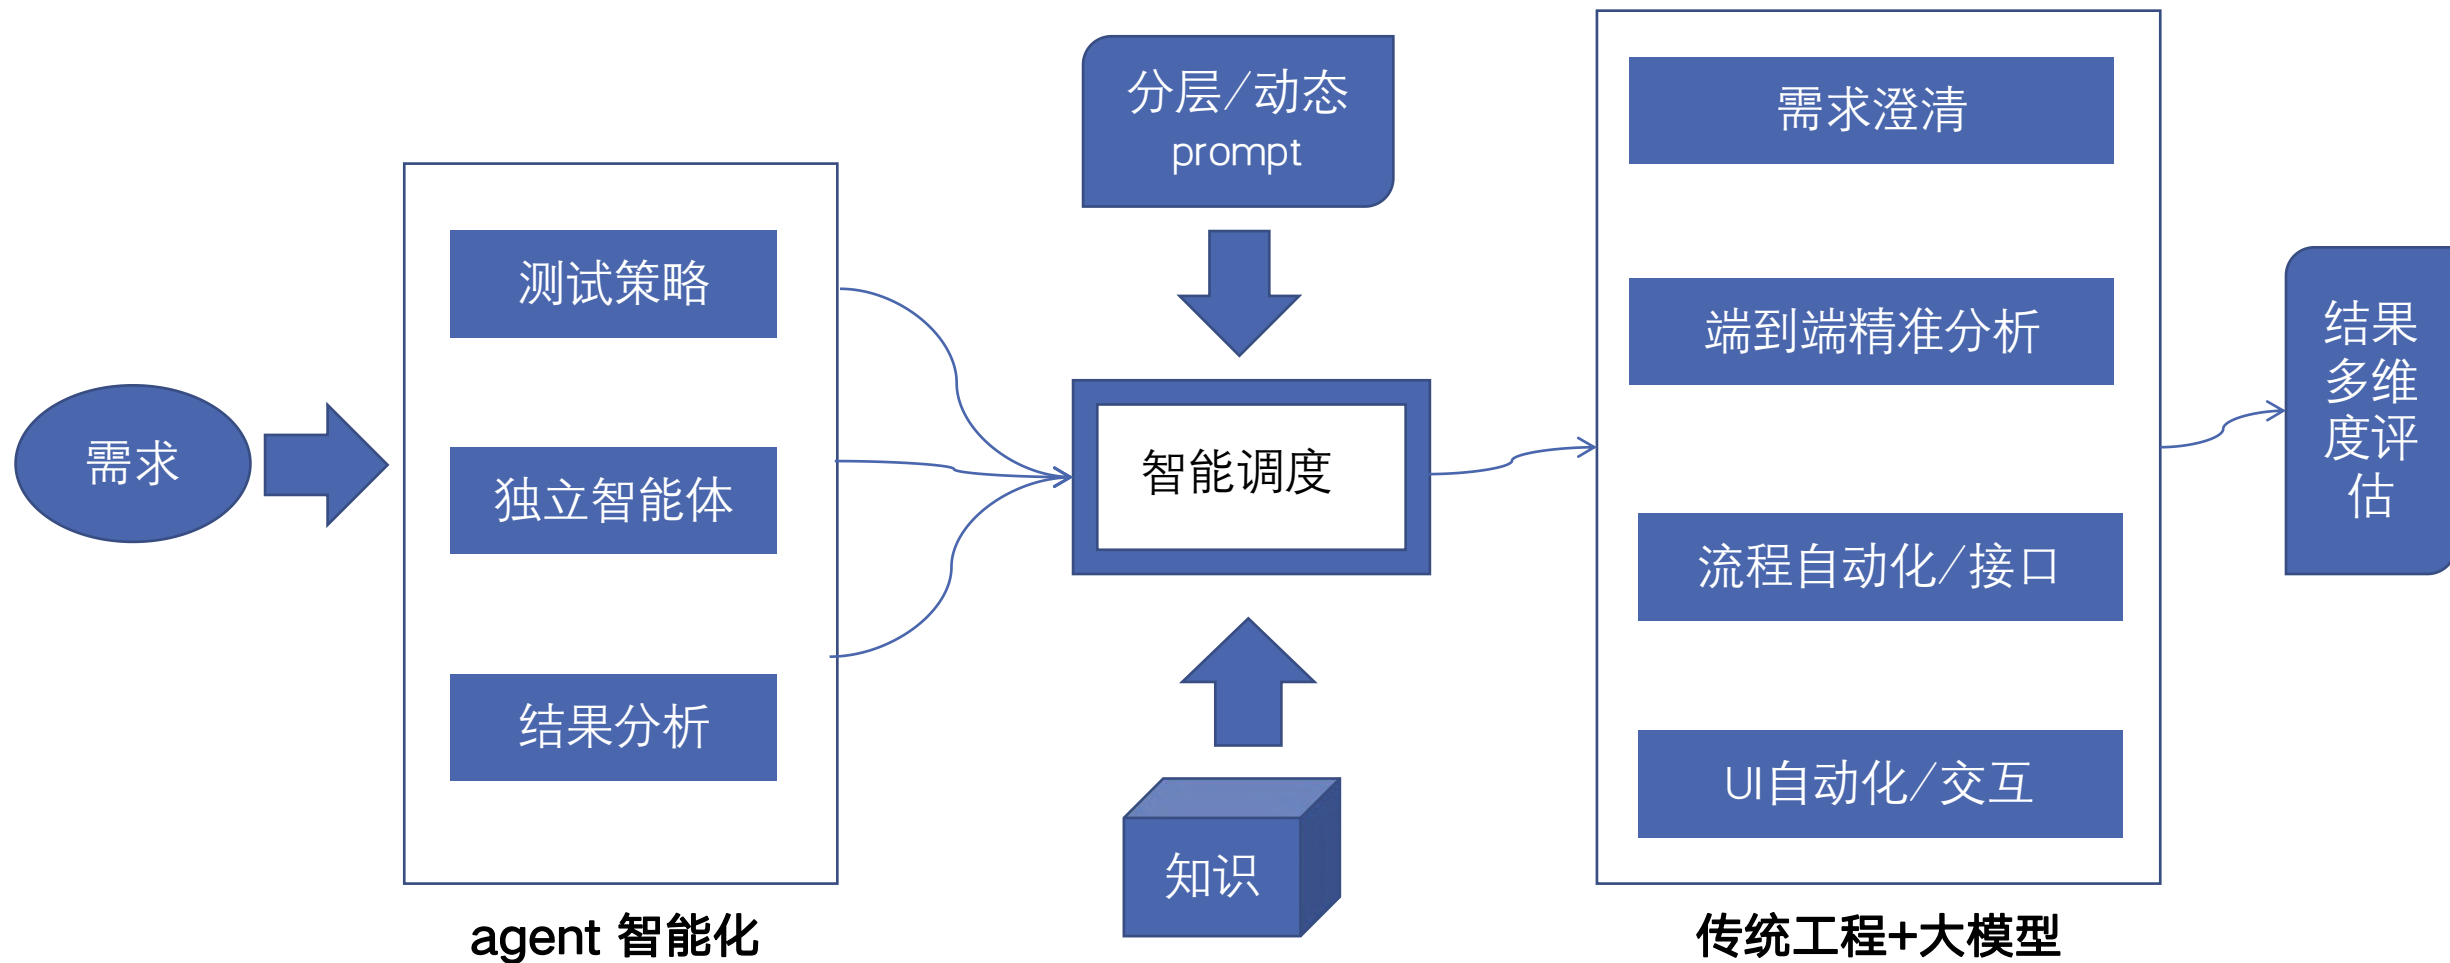 需求
测试策略
独立智能体
结果分析
agent 智能化
分层/动态
prompt
智能调度
知识
需求澄清
端到端精准分析
流程自动化/接口
UI自动化/交互
传统工程+大模型
结果
多维
度评
估